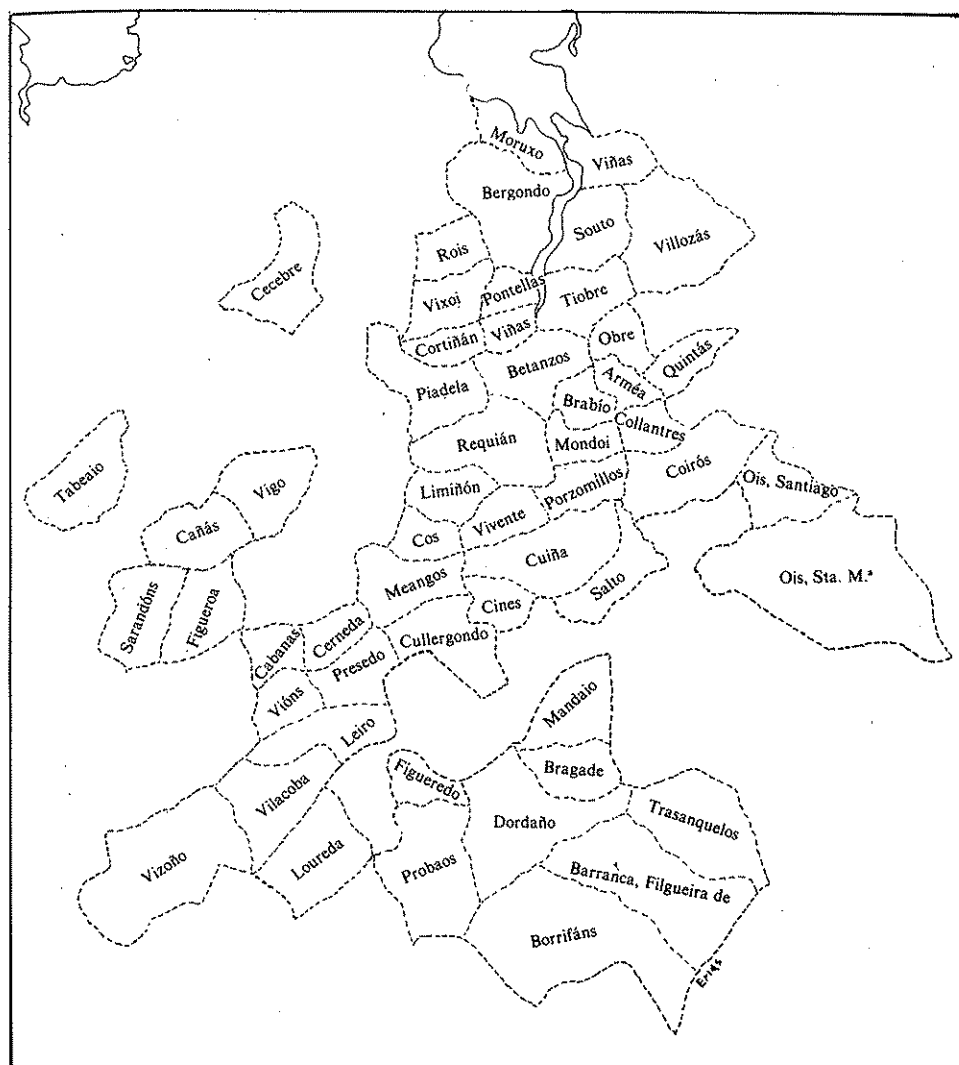 Moruxo
Viñas
Bergondo
Souto
Villozás
Rois
Cecebre
Vixoi
Pontellas
Tiobre
Cortiñán
Viñas
Obre
Betanzos
Quintás
Piadela
Arméa
Brabío
Collantres
Requián
Mondoi
Coirós
Tabeaio
Vigo
Limiñón
Porzomillos
Ois, Santiago
Cañás
Cos
Vivente
Cuiña
Meangos
Salto
Ois, Sta. M.ª
Sarandóns
Figueroa
Cines
Cabanas
Cerneda
Cullergondo
Presedo
Vións
Mandaio
Leiro
Figueredo
Bragade
Vilacoba
Dordaño
Trasanquelos
Vizoño
Loureda
Probaos
Barranca, Filgueira de
Borrifáns
Erias